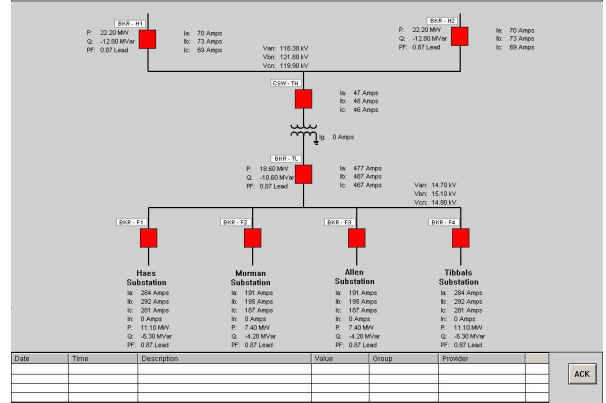 BKR - H1
P: 22.20 MW
Q: -12.80 MVar
PF: 0.87 Lead
Ia: 70 Amps
Ib: 73 Amps
Ic: 69 Amps
BKR - H2
P: 22.20 MW
Q: -12.80 MVar
PF: 0.87 Lead
Ia: 70 Amps
Ib: 73 Amps
Ic: 69 Amps
Van: 118.30 kV
Vbn: 121.80 kV
Vcn: 119.90 kV
CSW - TH
Ia: 47 Amps
Ib: 48 Amps
Ic: 46 Amps
Ig: 0 Amps
BKR - TL
P: 18.60 MW
Q: -10.60 MVar
PF: 0.87 Lead
Ia: 477 Amps
Ib: 487 Amps
Ic: 467 Amps
Van: 14.70 kV
Vbn: 15.10 kV
Vcn: 14.90 kV
BKR - F1
BKR - F2
BKR - F3
BKR - F4
Haes
Substation
Ia: 284 Amps
Ib: 292 Amps
Ic: 281 Amps
In: 0 Amps
P: 11.10 MW
Q: -6.30 MVar
PF: 0.87 Lead
Morman
Substation
Ia: 191 Amps
Ib: 195 Amps
Ic: 187 Amps
In: 0 Amps
P: 7.40 MW
Q: -4.20 MVar
PF: 0.87 Lead
Allen
Substation
Ia: 191 Amps
Ib: 195 Amps
Ic: 187 Amps
In: 0 Amps
P: 7.40 MW
Q: -4.20 MVar
PF: 0.87 Lead
Tibbals
Substation
Ia: 284 Amps
Ib: 292 Amps
Ic: 281 Amps
In: 0 Amps
P: 11.10 MW
Q: -6.30 MVar
PF: 0.87 Lead
Date Time Description Value Group Provider
ACK